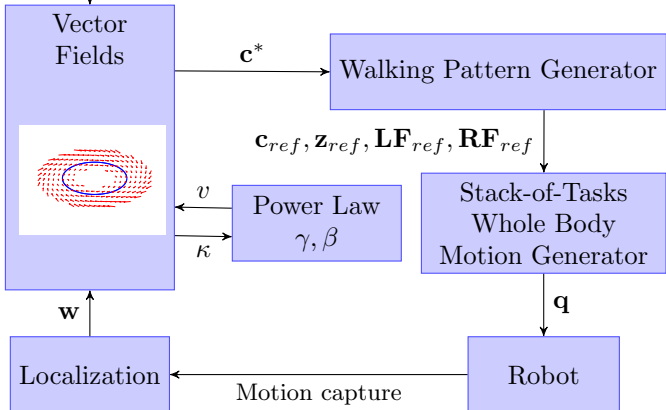 Vector
Fields
c*
Walking Pattern Generator
c_ref, z_ref, LF_ref, RF_ref
v
Power Law
γ, β
κ
Stack-of-Tasks
Whole Body
Motion Generator
w
q
Localization
Motion capture
Robot